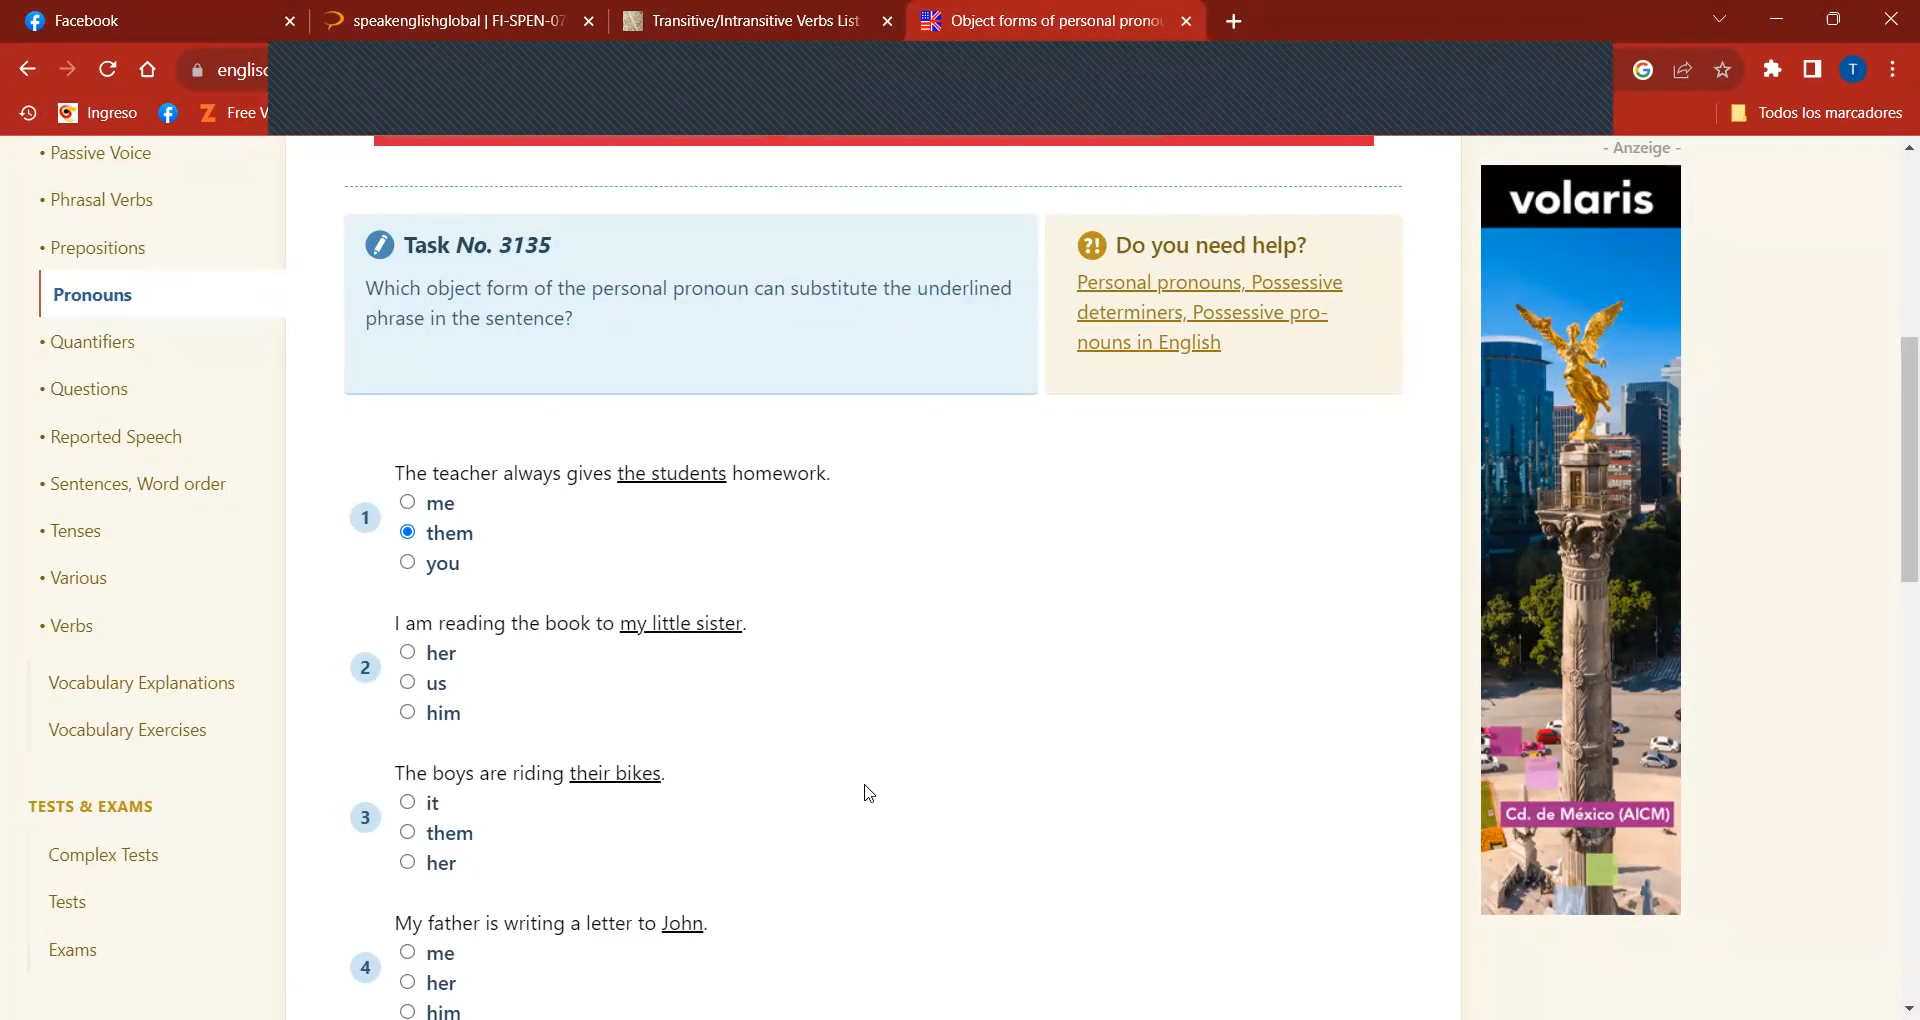 Facebook
speakenglishglobal | FI-SPEN-07
Transitive/Intransitive Verbs List
Object forms of personal prono
englisc
T
Ingreso
Free V
Todos los marcadores
• Passive Voice
• Phrasal Verbs
• Prepositions
Pronouns
• Quantifiers
• Questions
• Reported Speech
• Sentences, Word order
• Tenses
• Various
• Verbs
Vocabulary Explanations
Vocabulary Exercises
TESTS & EXAMS
Complex Tests
Tests
Exams
Task No. 3135
Which object form of the personal pronoun can substitute the underlined
phrase in the sentence?
?! Do you need help?
Personal pronouns, Possessive
determiners, Possessive pro-
nouns in English
The teacher always gives the students homework.
1
me
them
you
I am reading the book to my little sister.
2
her
us
him
The boys are riding their bikes.
3
it
them
her
My father is writing a letter to John.
4
me
her
him
- Anzeige -
volaris
Cd. de México (AICM)